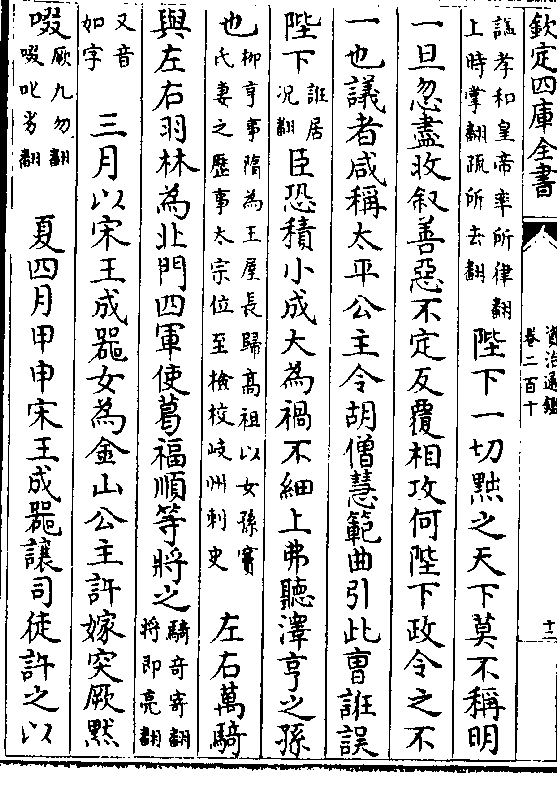 欽定四庫全書
資治通鑑
卷二百十
十三
諡孝和皇帝率所律翻
上時掌翻疏所去翻
陛下一切黜之天下莫不稱明
一旦忽盡收叙善惡不定反覆相攻何陛下政令之不
一也議者咸稱太平公主令胡僧慧範曲引此曹誑誤
陛下
誑居
况翻
臣恐積小成大為禍不細上弗聽澤亨之孫
也
柳亨事隋為王屋長歸髙祖以女孫竇
氏妻之歴事太宗位至檢校岐州刺史
左右萬騎
與左右羽林為北門四軍使葛福順等將之
騎竒寄翻
將即亮翻
又音
如字
三月以宋王成器女為金山公主許嫁突厥黙
啜
厥九勿翻
啜叱劣翻
夏四月甲申宋王成器讓司徒許之以